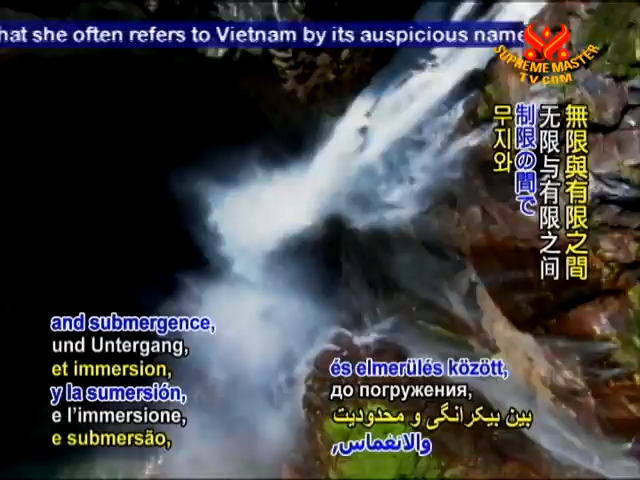 hat she often refers to Vietnam by its auspicious name
SUPREME MASTER
TV.COM
無限與有限之間
无限与有限之间
制限の間で
무지와
and submergence,
und Untergang,
et immersion,
y la sumersión,
e l'immersione,
e submersão,
és elmerülés között,
до погружения,
بین بیکرانگی و محدودیت
والانغماس,